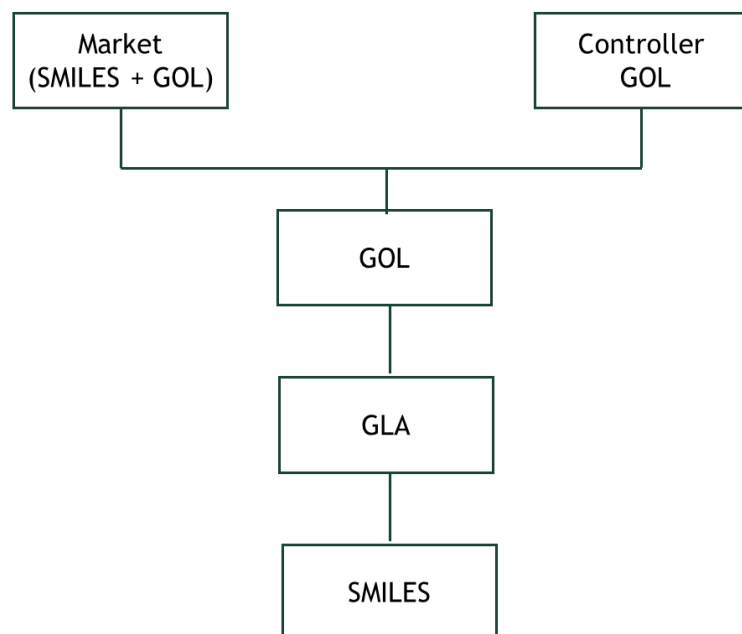 Market
(SMILES + GOL)
Controller
GOL
GOL
GLA
SMILES